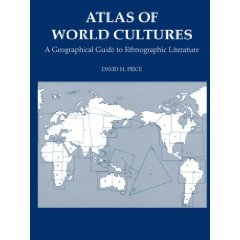 ATLAS OF
WORLD CULTURES
A Geographical Guide to Ethnographic Literature
DAVID H. PRICE